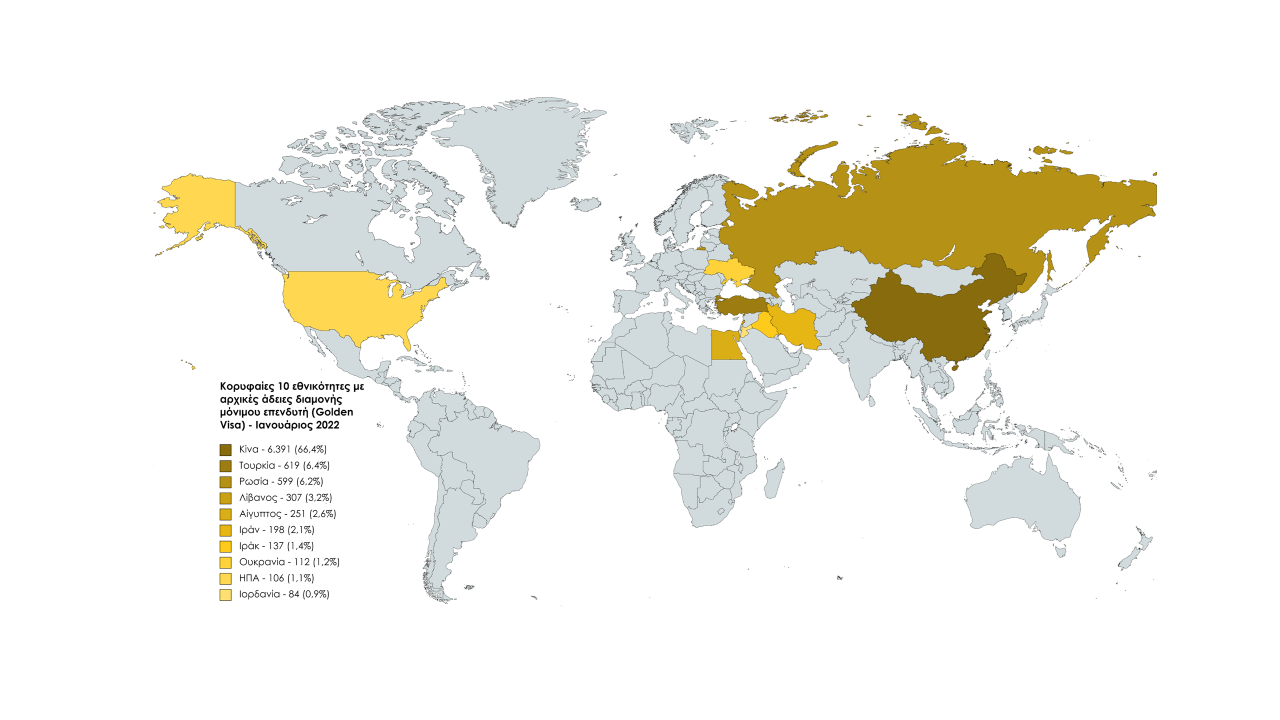 Κορυφαίες 10 εθνικότητες με
αρχικές άδειες διαμονής
μόνιμου επενδυτή (Golden
Visa) - Ιανουάριος 2022
Κίνα - 6.391 (66,4%)
Τουρκία - 619 (6,4%)
Ρωσία - 599 (6,2%)
Λίβανος - 307 (3,2%)
Αίγυπτος - 251 (2,6%)
Ιράν - 198 (2,1%)
Ιράκ - 137 (1,4%)
Ουκρανία - 112 (1,2%)
ΗΠΑ - 106 (1,1%)
Ιορδανία - 84 (0,9%)